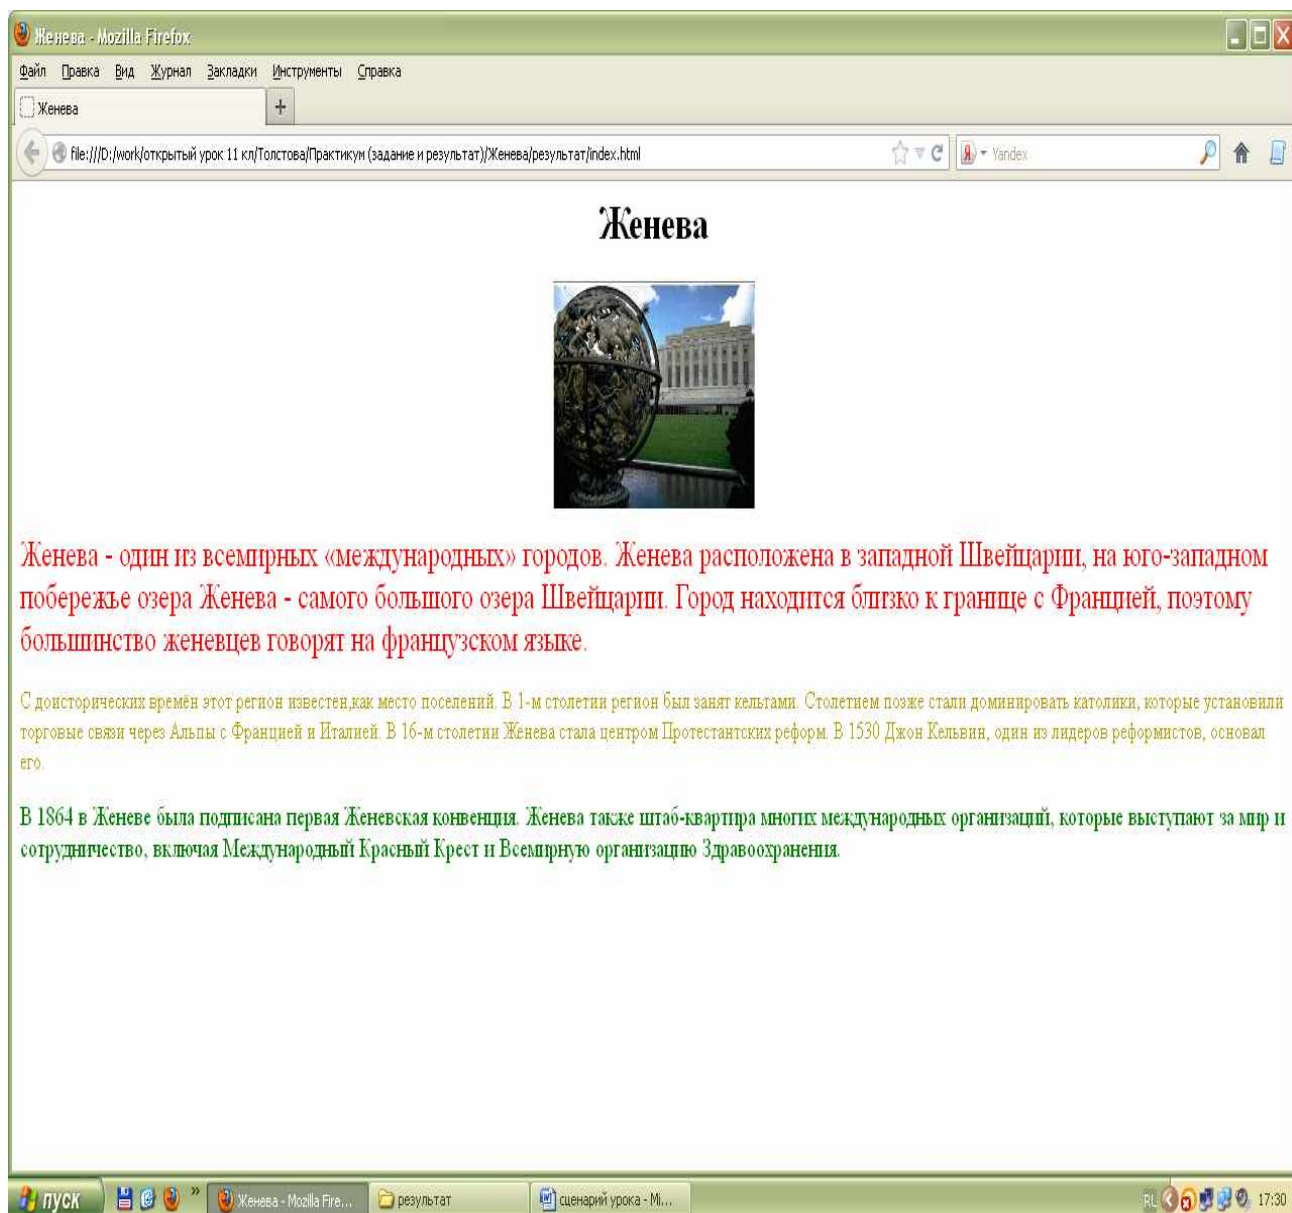 Женева - Mozilla Firefox
Файл Правка Вид Журнал Закладки Инструменты Справка
Женева +
file:///D:/work/открытый урок 11 кл/Толстова/Практикум (задание и результат)/Женева/результат/index.html Я Yandex
Женева
Женева - один из всемирных «международных» городов. Женева расположена в западной Швейцарии, на юго-западном
побережье озера Женева - самого большого озера Швейцарии. Город находится близко к границе с Францией, поэтому
большинство женевцев говорят на французском языке.
С доисторических времён этот регион известен,как место поселений. В 1-м столетии регион был занят кельтами. Столетием позже стали доминировать католики, которые установили
торговые связи через Альпы с Францией и Италией. В 16-м столетии Женева стала центром Протестантских реформ. В 1530 Джон Кельвин, один из лидеров реформистов, основал
его.
В 1864 в Женеве была подписана первая Женевская конвенция. Женева также штаб-квартира многих международных организаций, которые выступают за мир и
сотрудничество, включая Международный Красный Крест и Всемирную организацию Здравоохранения.
пуск » Женева - Mozilla Fire... результат сценарий урока - Mi... RL 17:30